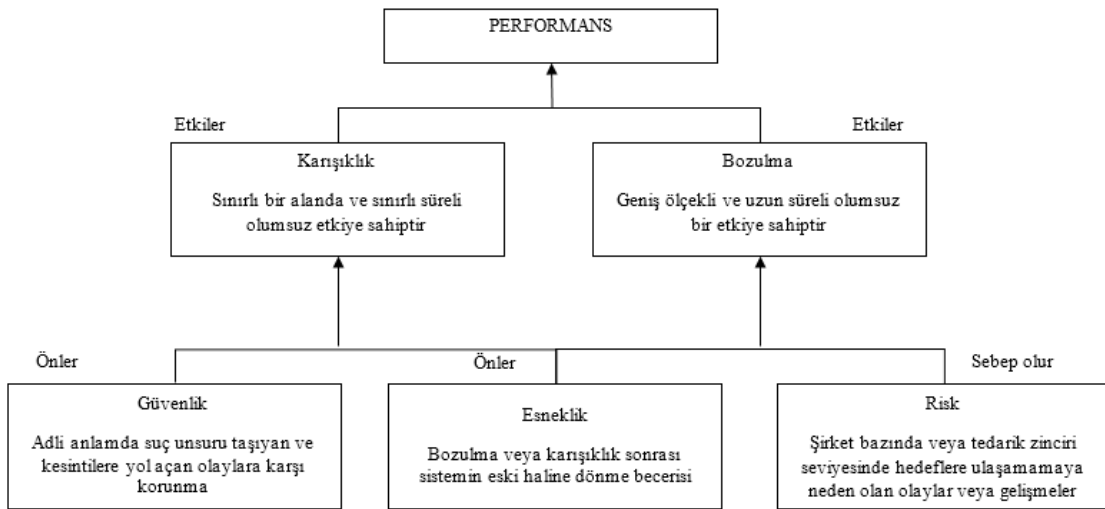 PERFORMANS
Etkiler
Etkiler
Karışıklık
Sınırlı bir alanda ve sınırlı süreli
olumsuz etkiye sahiptir
Bozulma
Geniş ölçekli ve uzun süreli olumsuz
bir etkiye sahiptir
Önler
Önler
Sebep olur
Güvenlik
Adli anlamda suç unsuru taşıyan ve
kesintilere yol açan olaylara karşı
korunma
Esneklik
Bozulma veya karışıklık sonrası
sistemin eski haline dönme becerisi
Risk
Şirket bazında veya tedarik zinciri
seviyesinde hedeflere ulaşamamaya
neden olan olaylar veya gelişmeler